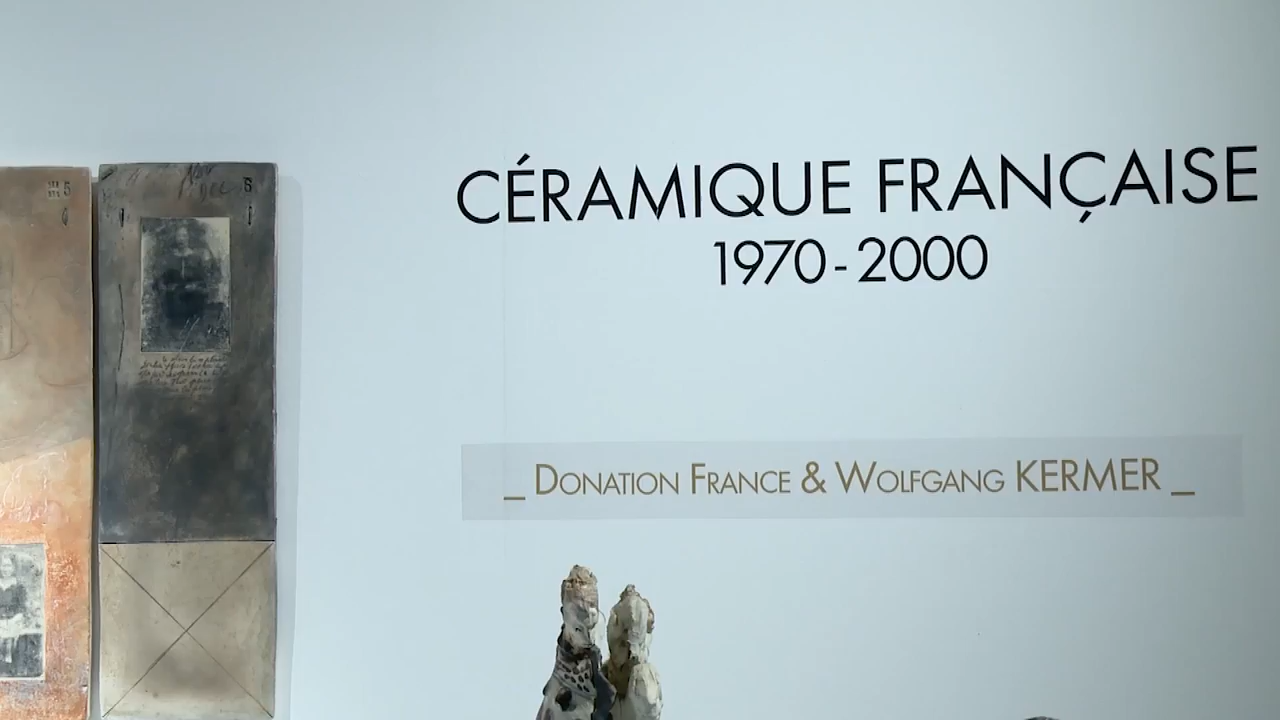 CÉRAMIQUE FRANÇAISE
1970 - 2000
_ DONATION FRANCE & WOLFGANG KERMER _